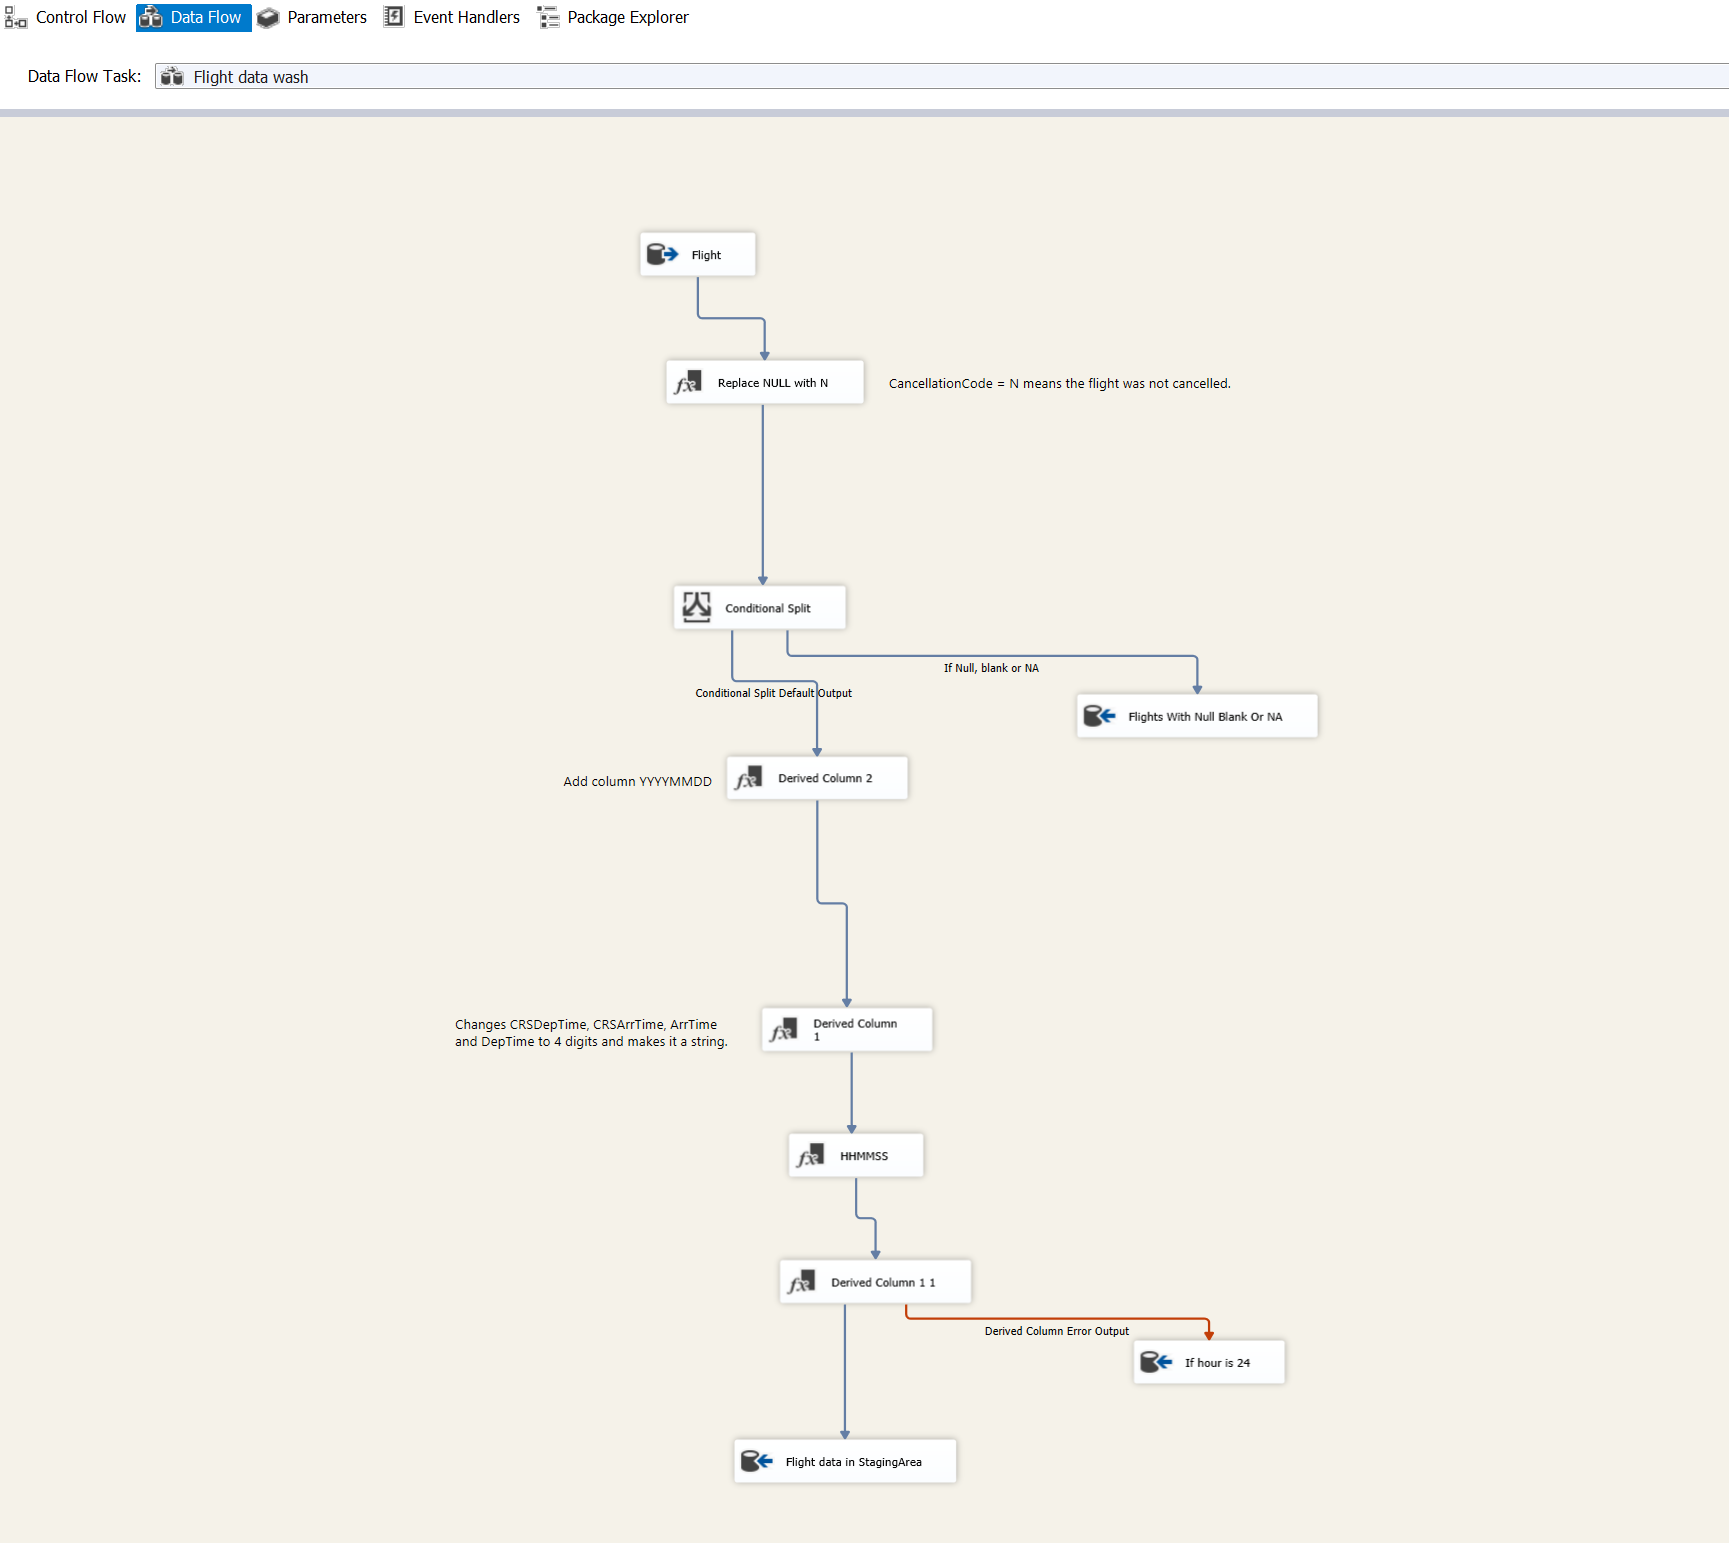 Control Flow
Data Flow
Parameters
Event Handlers
Package Explorer
Data Flow Task:
Flight data wash
Flight
Replace NULL with N
CancellationCode = N means the flight was not cancelled.
Conditional Split
If Null, blank or NA
Conditional Split Default Output
Flights With Null Blank Or NA
Add column YYYYMMDD
Derived Column 2
Changes CRSDepTime, CRSArrTime, ArrTime
and DepTime to 4 digits and makes it a string.
Derived Column
1
HHMMSS
Derived Column 1 1
Derived Column Error Output
If hour is 24
Flight data in StagingArea